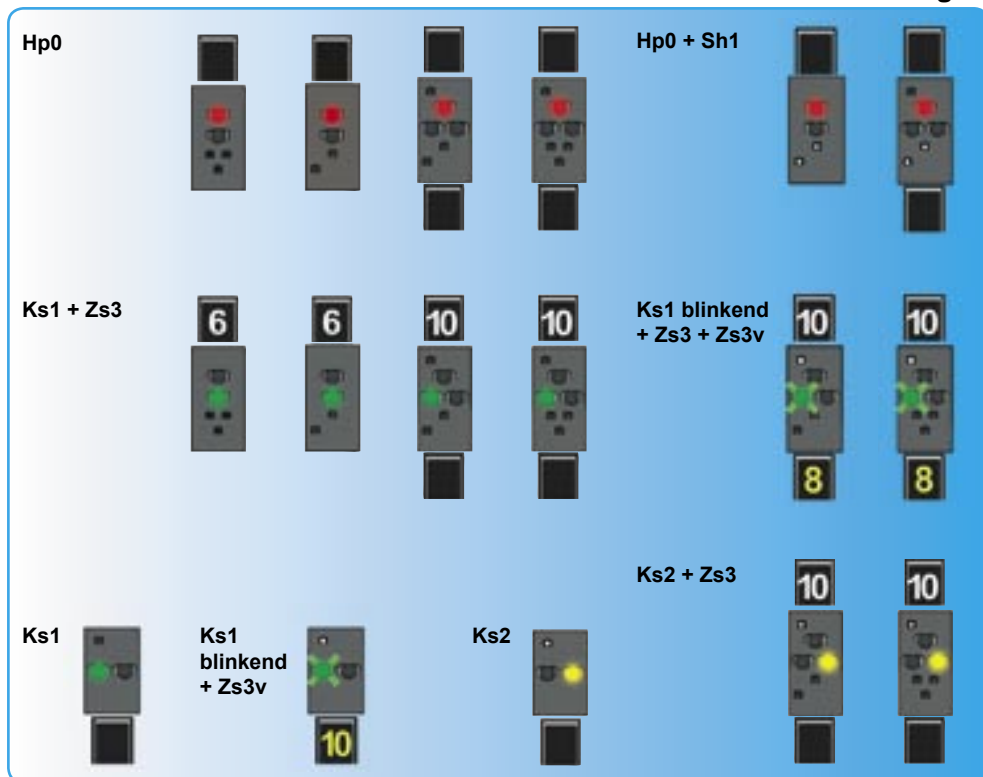 g
Hp0
Hp0 + Sh1
Ks1 + Zs3
6
6
10
10
Ks1 blinkend
+ Zs3 + Zs3v
10
10
8
8
Ks2 + Zs3
10
10
Ks1
Ks1
blinkend
+ Zs3v
10
Ks2